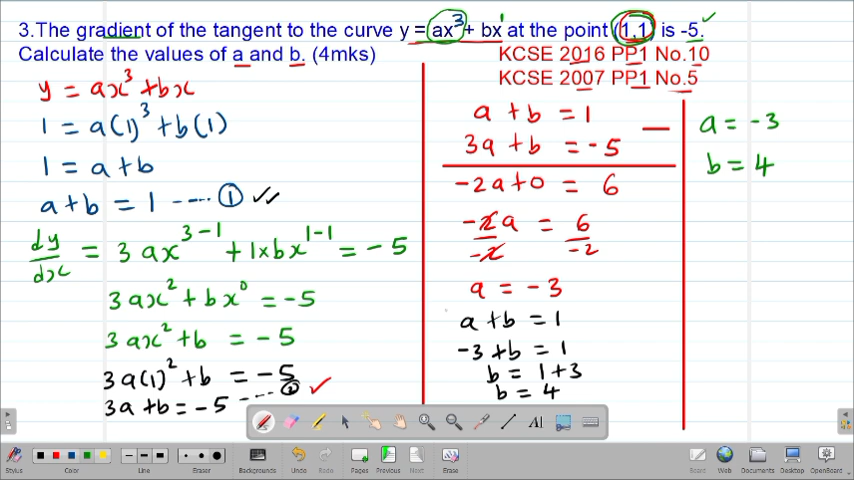 3.The gradient of the tangent to the curve y = ax³ + bx¹ at the point (1,1) is -5.
Calculate the values of a and b. (4mks)
KCSE 2016 PP1 No.10
KCSE 2007 PP1 No.5
y = ax³ + bx
1 = a(1)³ + b(1)
1 = a + b
a + b = 1 ---- ①
dy/dx = 3ax³⁻¹ + 1×bx¹⁻¹ = -5
3ax² + bx⁰ = -5
3ax² + b = -5
3a(1)² + b = -5
3a + b = -5 ---- ②
a + b = 1
3a + b = -5
-2a + 0 = 6
-2a/-2 = 6/-2
a = -3
a + b = 1
-3 + b = 1
b = 1 + 3
b = 4
a = -3
b = 4
Stylus
Color
Line
Eraser
Backgrounds
Undo
Redo
Pages
Previous
Next
Erase
Board
Web
Documents
Desktop
OpenBoard